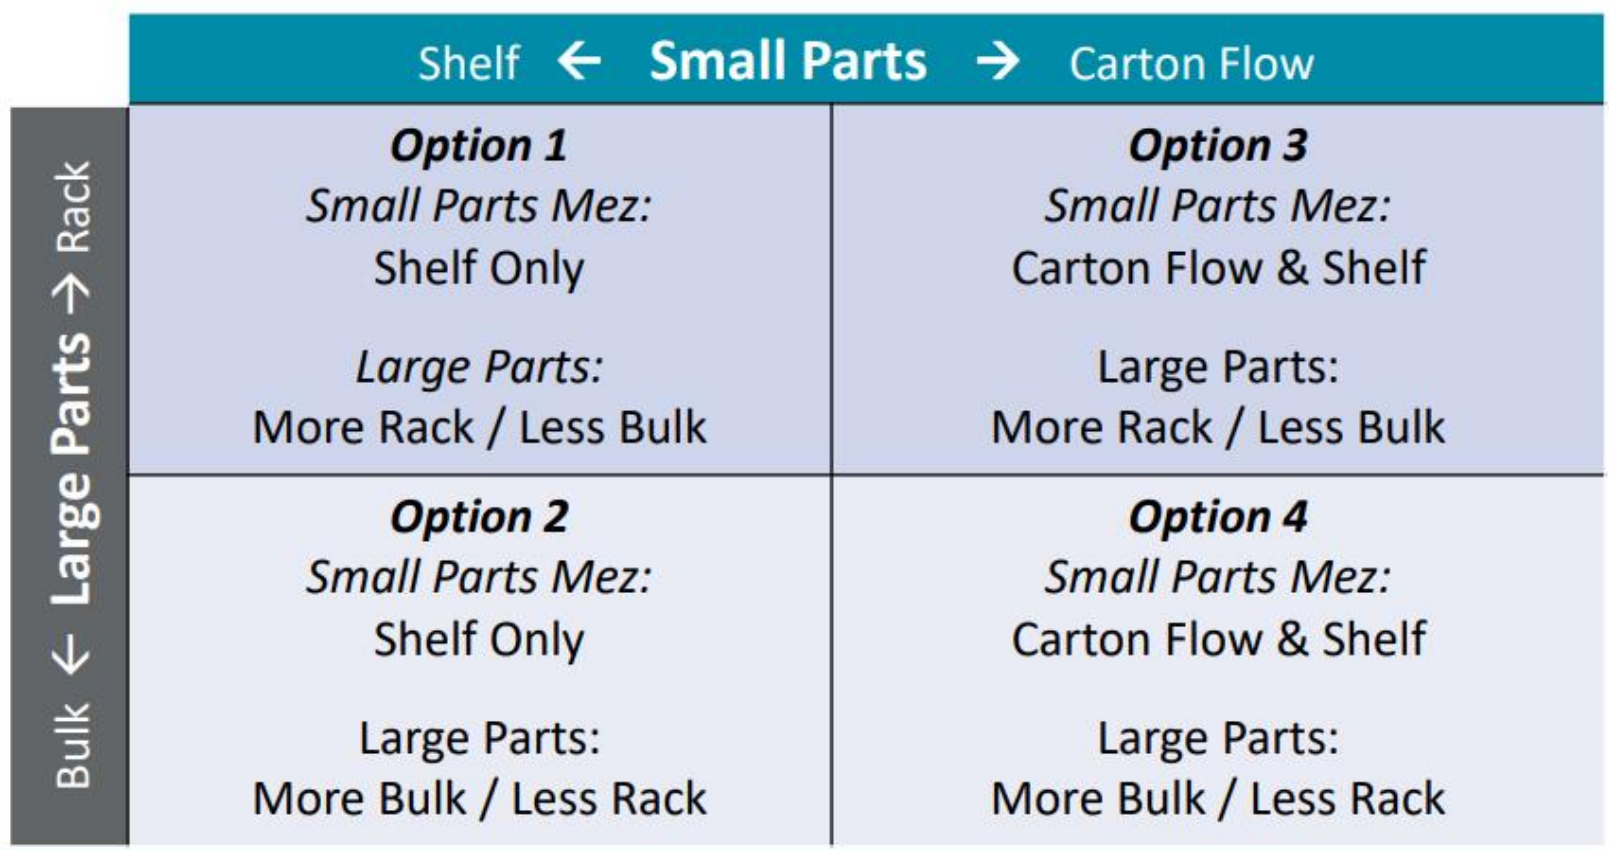 Shelf ← Small Parts → Carton Flow
Bulk ← Large Parts → Rack
Option 1
Small Parts Mez:
Shelf Only
Large Parts:
More Rack / Less Bulk
Option 3
Small Parts Mez:
Carton Flow & Shelf
Large Parts:
More Rack / Less Bulk
Option 2
Small Parts Mez:
Shelf Only
Large Parts:
More Bulk / Less Rack
Option 4
Small Parts Mez:
Carton Flow & Shelf
Large Parts:
More Bulk / Less Rack